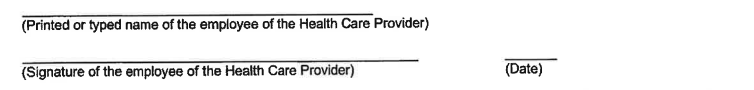 (Printed or typed name of the employee of the Health Care Provider)
(Signature of the employee of the Health Care Provider) (Date)